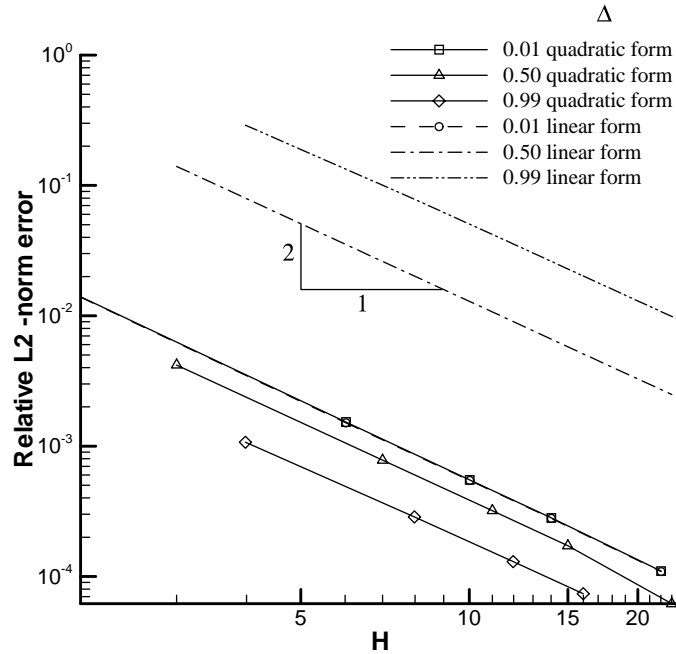 Δ
0.01 quadratic form
0.50 quadratic form
0.99 quadratic form
0.01 linear form
0.50 linear form
0.99 linear form
10^0
10^-1
10^-2
10^-3
10^-4
Relative L2 -norm error
2
1
5
10
15
20
H